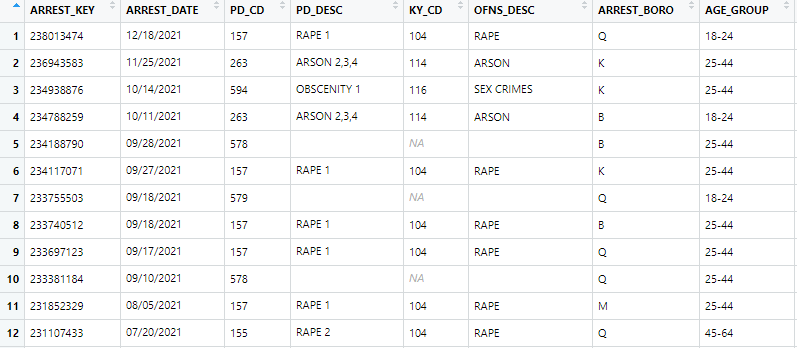 ARREST_KEY ARREST_DATE PD_CD PD_DESC KY_CD OFNS_DESC ARREST_BORO AGE_GROUP
1 238013474 12/18/2021 157 RAPE 1 104 RAPE Q 18-24
2 236943583 11/25/2021 263 ARSON 2,3,4 114 ARSON K 25-44
3 234938876 10/14/2021 594 OBSCENITY 1 116 SEX CRIMES K 25-44
4 234788259 10/11/2021 263 ARSON 2,3,4 114 ARSON B 18-24
5 234188790 09/28/2021 578 NA B 25-44
6 234117071 09/27/2021 157 RAPE 1 104 RAPE K 25-44
7 233755503 09/18/2021 579 NA Q 18-24
8 233740512 09/18/2021 157 RAPE 1 104 RAPE B 25-44
9 233697123 09/17/2021 157 RAPE 1 104 RAPE Q 25-44
10 233381184 09/10/2021 578 NA Q 25-44
11 231852329 08/05/2021 157 RAPE 1 104 RAPE M 25-44
12 231107433 07/20/2021 155 RAPE 2 104 RAPE Q 45-64